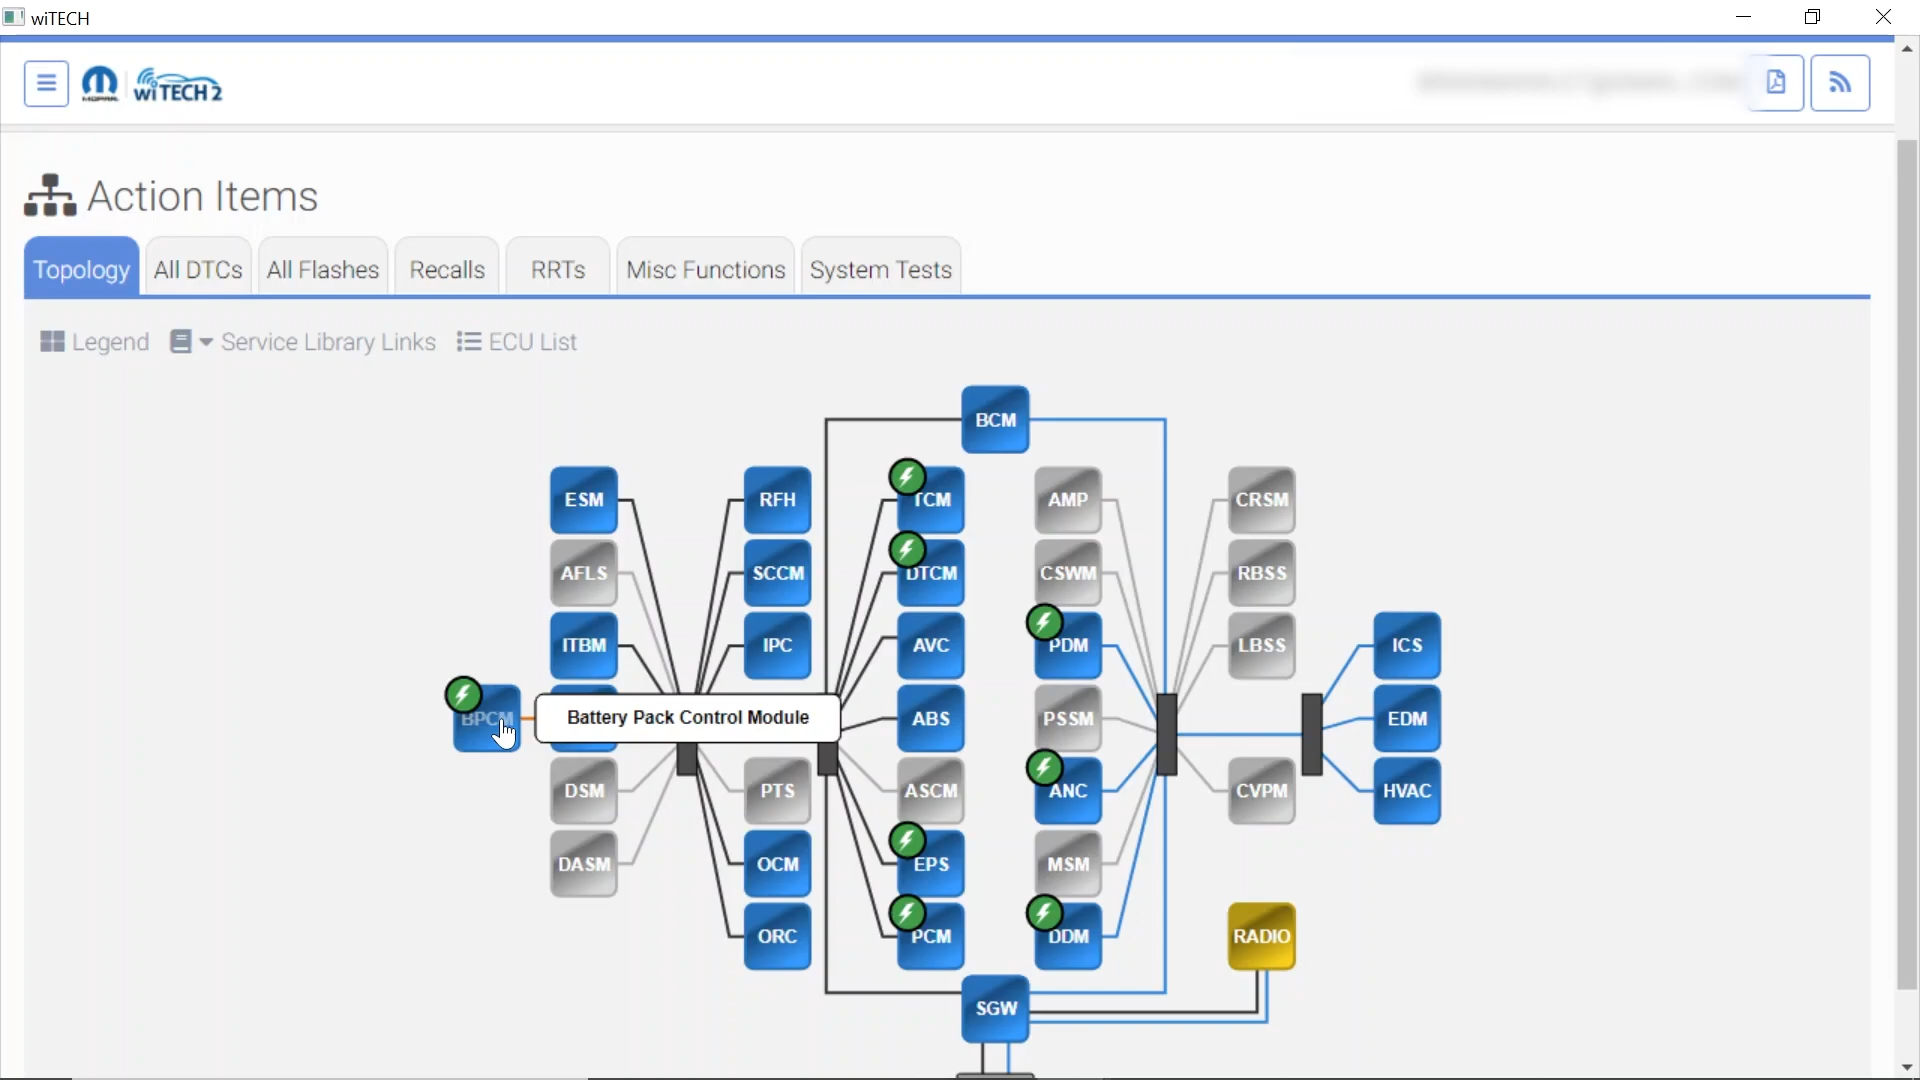 wiTECH
MOPAR
wiTECH 2
Action Items
Topology
All DTCs
All Flashes
Recalls
RRTs
Misc Functions
System Tests
Legend
Service Library Links
ECU List
BCM
ESM
RFH
TCM
AMP
CRSM
AFLS
SCCM
DTCM
CSWM
RBSS
ITBM
IPC
AVC
PDM
LBSS
ICS
BPCM
Battery Pack Control Module
ABS
PSSM
EDM
DSM
PTS
ASCM
ANC
CVPM
HVAC
DASM
OCM
EPS
MSM
ORC
PCM
DDM
RADIO
SGW